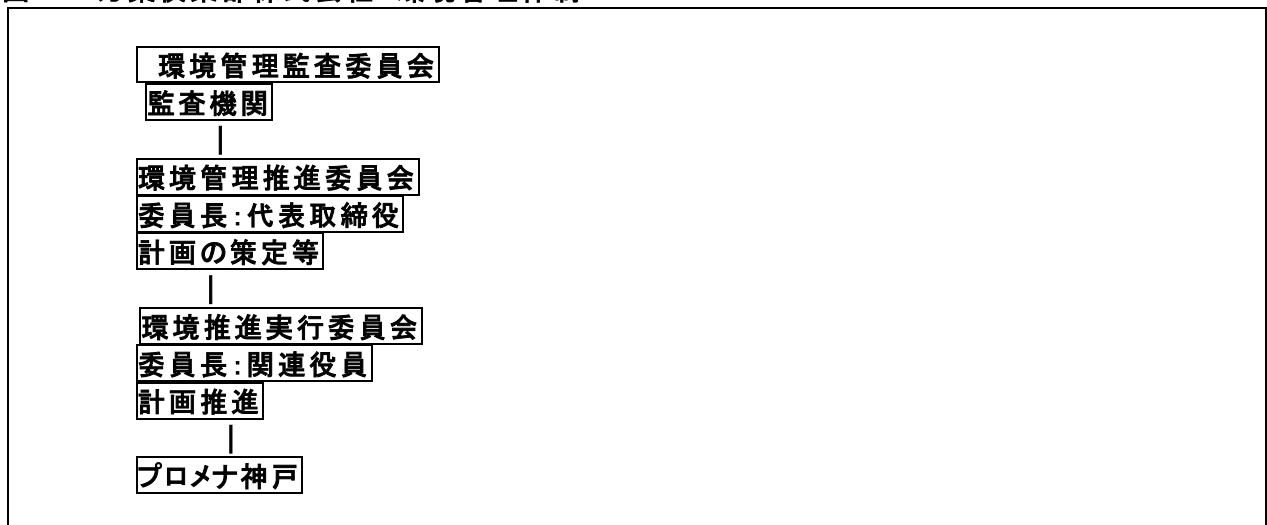 環境管理監査委員会
監査機関
環境管理推進委員会
委員長:代表取締役
計画の策定等
環境推進実行委員会
委員長:関連役員
計画推進
プロメナ神戸